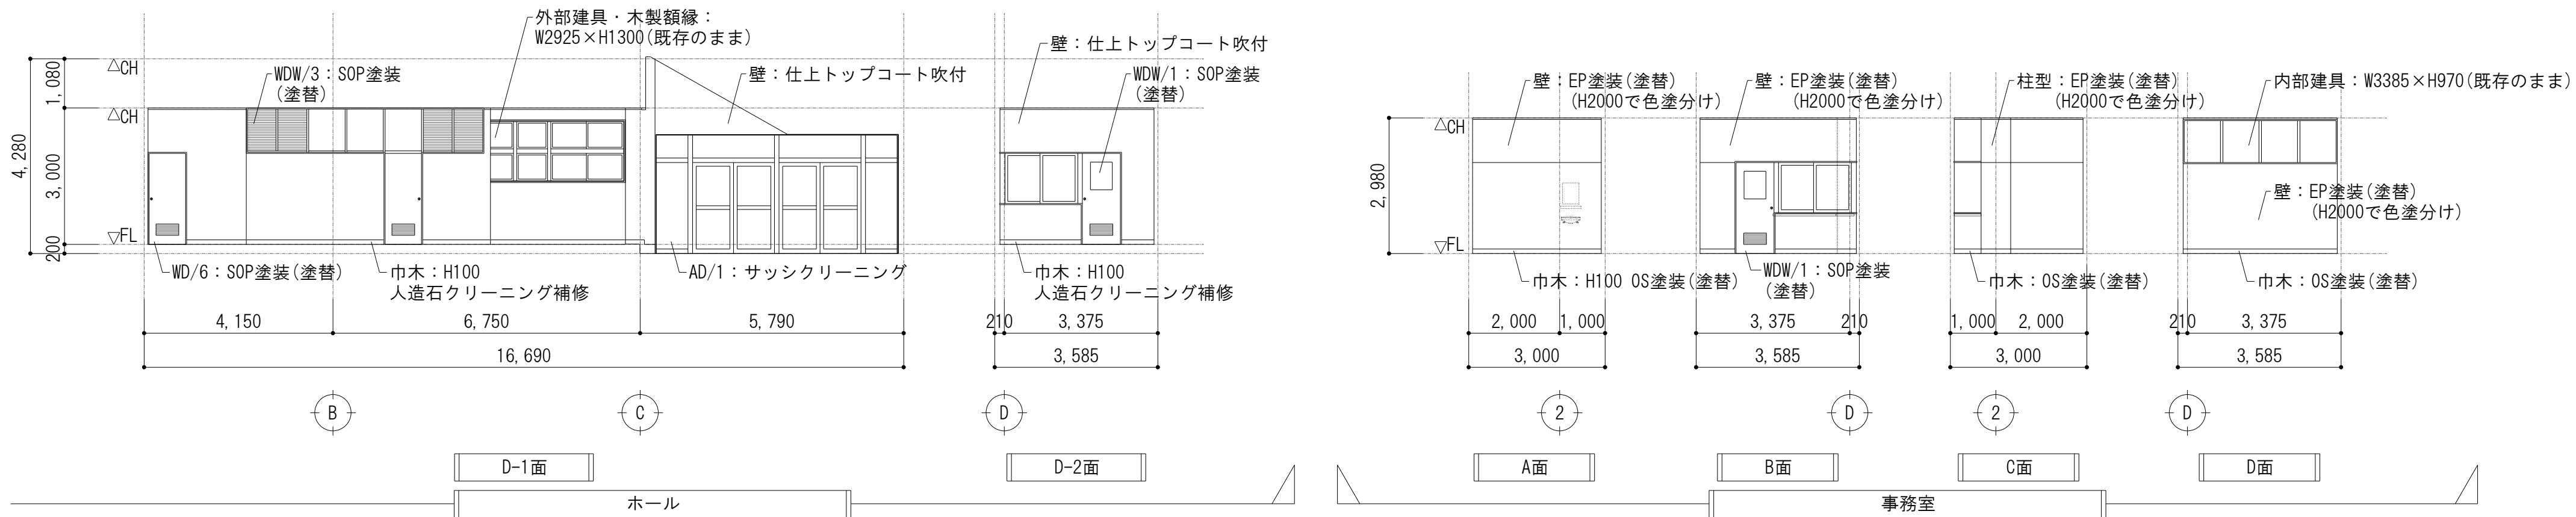 外部建具・木製額縁：
W2925×H1300(既存のまま)
WDW/3：SOP塗装
(塗替)
壁：仕上トップコート吹付
壁：仕上トップコート吹付
WDW/1：SOP塗装
(塗替)
△CH
△CH
▽FL
1,080
3,000
200
4,280
WD/6：SOP塗装(塗替)
巾木：H100
人造石クリーニング補修
AD/1：サッシクリーニング
巾木：H100
人造石クリーニング補修
4,150
6,750
5,790
210
3,375
16,690
3,585
B
C
D
D-1面
D-2面
ホール
壁：EP塗装(塗替)
(H2000で色塗分け)
壁：EP塗装(塗替)
(H2000で色塗分け)
柱型：EP塗装(塗替)
(H2000で色塗分け)
内部建具：W3385×H970(既存のまま)
△CH
2,980
▽FL
壁：EP塗装(塗替)
(H2000で色塗分け)
巾木：H100 OS塗装(塗替)
WDW/1：SOP塗装
(塗替)
巾木：OS塗装(塗替)
巾木：OS塗装(塗替)
2,000
1,000
3,375
210
1,000
2,000
210
3,375
3,000
3,585
3,000
3,585
2
D
2
D
A面
B面
C面
D面
事務室